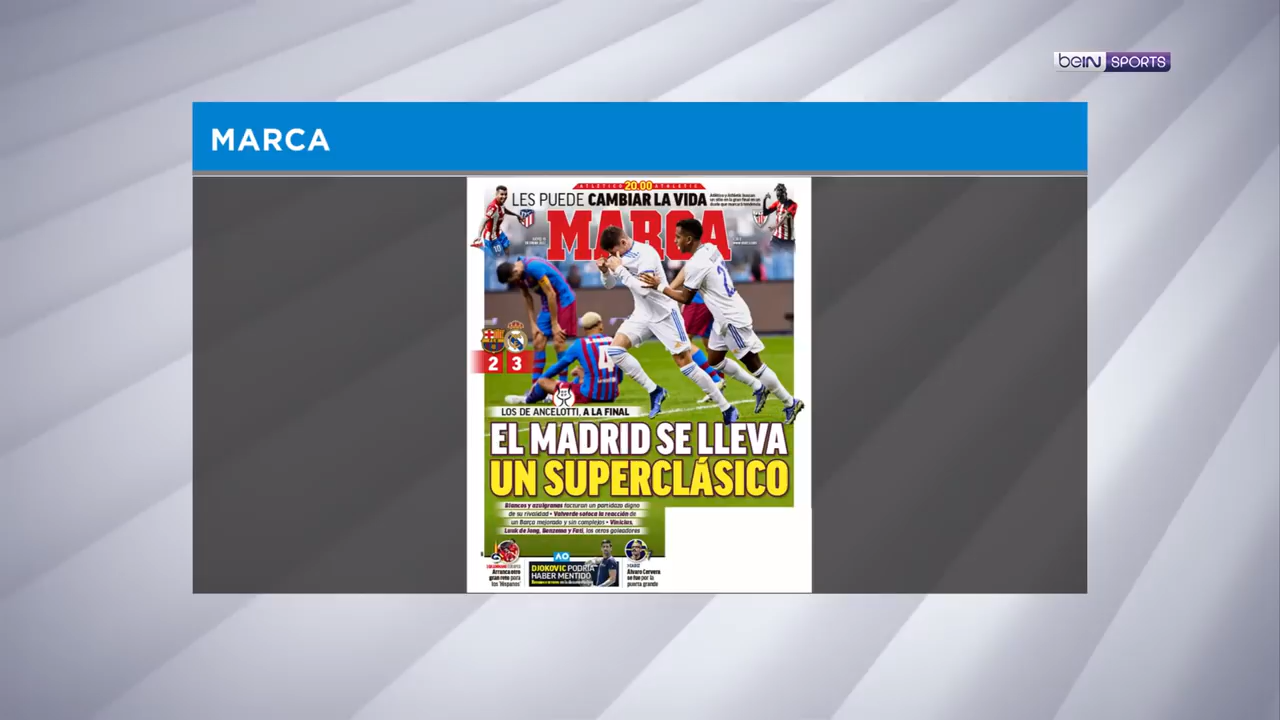 beIN SPORTS
MARCA
ATLÉTICO 20.00 ATHLETIC
LES PUEDE CAMBIAR LA VIDA
MARCA
10
2 3
4
LOS DE ANCELOTTI, A LA FINAL
EL MADRID SE LLEVA
UN SUPERCLÁSICO
Blancos y azulgranas facturan un partidazo digno
de su rivalidad • Valverde sofoca la reacción de
un Barça mejorado y sin complejos • Vinicius,
Luuk de Jong, Benzema y Fati, los otros goleadores
AO
Arranca otro
gran reto para
los 'Hispanos'
DJOKOVIC PODRÍA
HABER MENTIDO
Álvaro Cervera
se fue por la
puerta grande